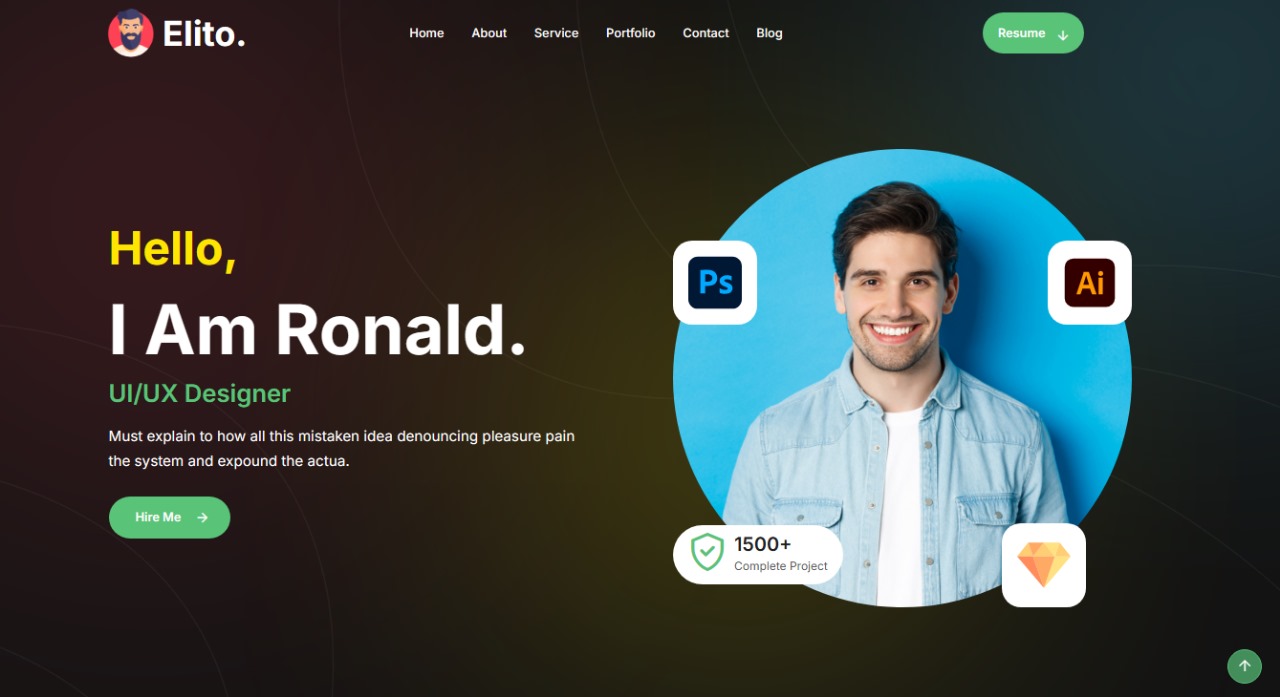 Elito.
Home
About
Service
Portfolio
Contact
Blog
Resume
Hello,
I Am Ronald.
UI/UX Designer
Must explain to how all this mistaken idea denouncing pleasure pain
the system and expound the actua.
Hire Me
Ps
Ai
1500+
Complete Project